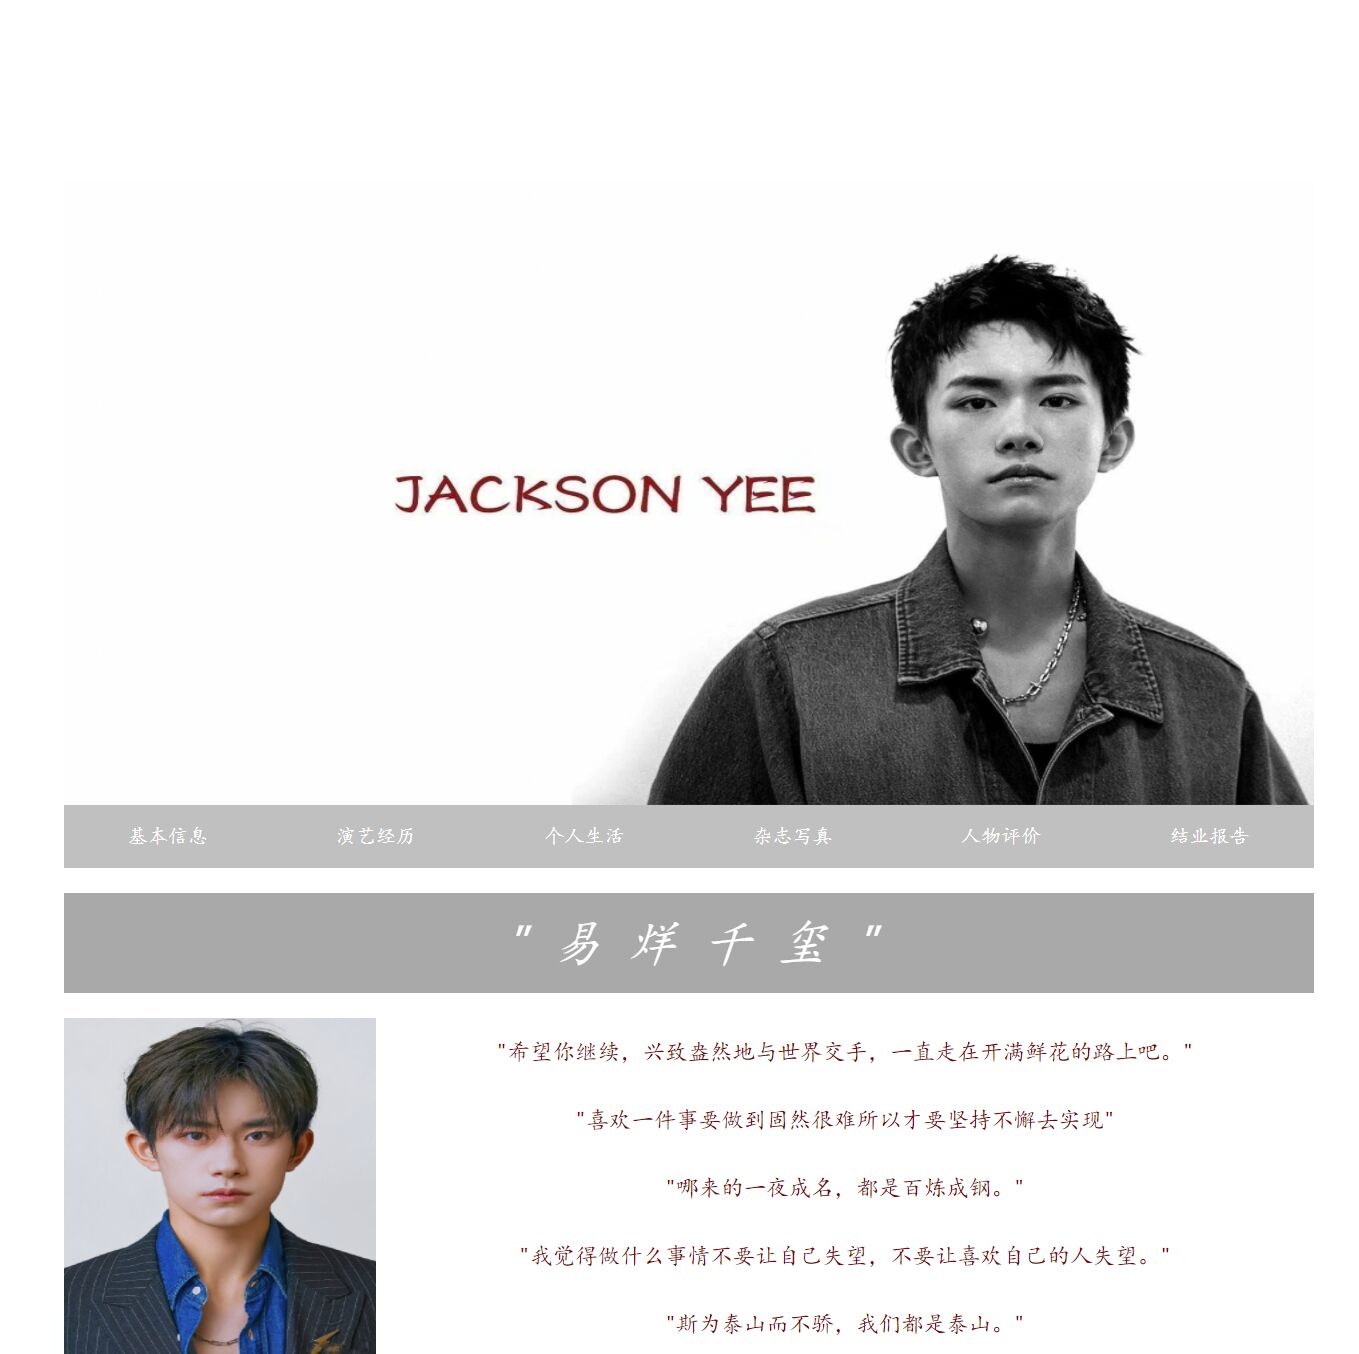 JACKSON YEE
基本信息 演艺经历 个人生活 杂志写真 人物评价 结业报告
"易烊千玺"
"希望你继续，兴致盎然地与世界交手，一直走在开满鲜花的路上吧。"
"喜欢一件事要做到固然很难所以才要坚持不懈去实现"
"哪来的一夜成名，都是百炼成钢。"
"我觉得做什么事情不要让自己失望，不要让喜欢自己的人失望。"
"斯为泰山而不骄，我们都是泰山。"